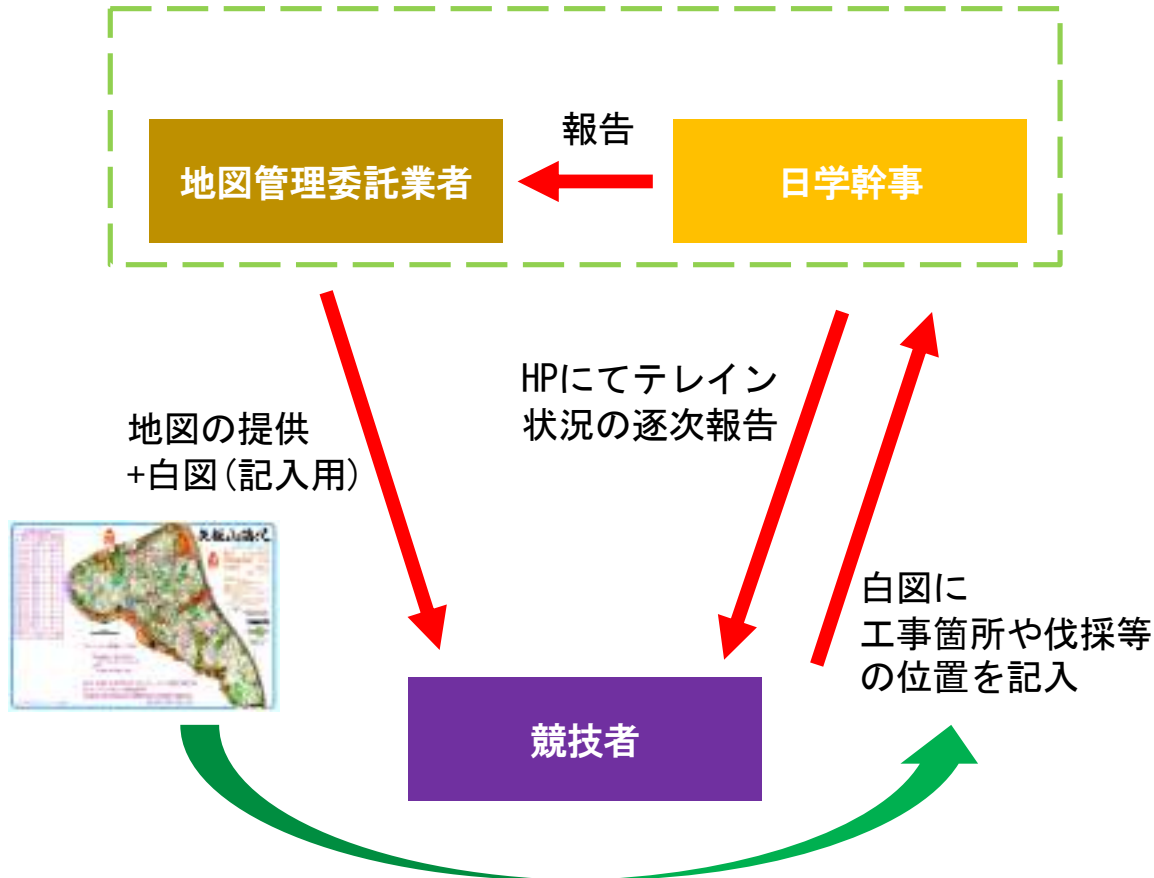 報告
地図管理委託業者
日学幹事
HPにてテレイン
状況の逐次報告
地図の提供
+白図(記入用)
白図に
工事箇所や伐採等
の位置を記入
競技者